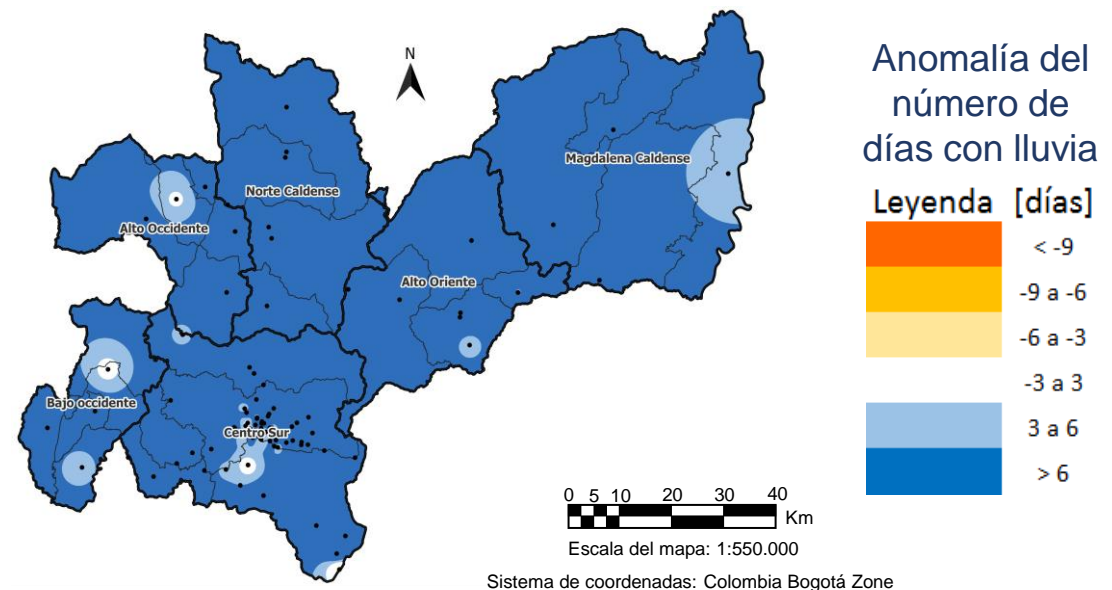 N
Magdalena Caldense
Norte Caldense
Alto Occidente
Alto Oriente
Bajo occidente
Centro Sur
0 5 10 20 30 40
Km
Escala del mapa: 1:550.000
Sistema de coordenadas: Colombia Bogotá Zone
Anomalía del
número de
días con lluvia
Leyenda [días]
< -9
-9 a -6
-6 a -3
-3 a 3
3 a 6
> 6